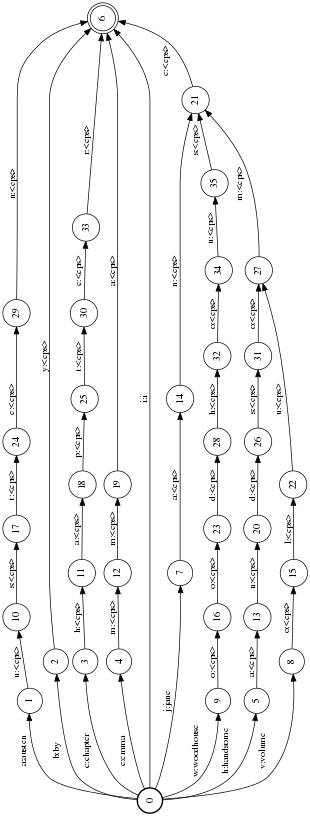 0
a:austen
1
u:<eps>
10
s:<eps>
17
t:<eps>
24
e:<eps>
29
n:<eps>
b:by
2
y:<eps>
c:chapter
3
h:<eps>
11
a:<eps>
18
p:<eps>
25
t:<eps>
30
e:<eps>
33
r:<eps>
6
e:emma
4
m:<eps>
12
m:<eps>
19
a:<eps>
i:i
j:jane
7
a:<eps>
14
n:<eps>
21
e:<eps>
w:woodhouse
9
o:<eps>
16
o:<eps>
23
d:<eps>
28
h:<eps>
32
o:<eps>
34
u:<eps>
35
s:<eps>
h:handsome
5
a:<eps>
13
n:<eps>
20
d:<eps>
26
s:<eps>
31
o:<eps>
27
m:<eps>
v:volume
8
o:<eps>
15
l:<eps>
22
u:<eps>